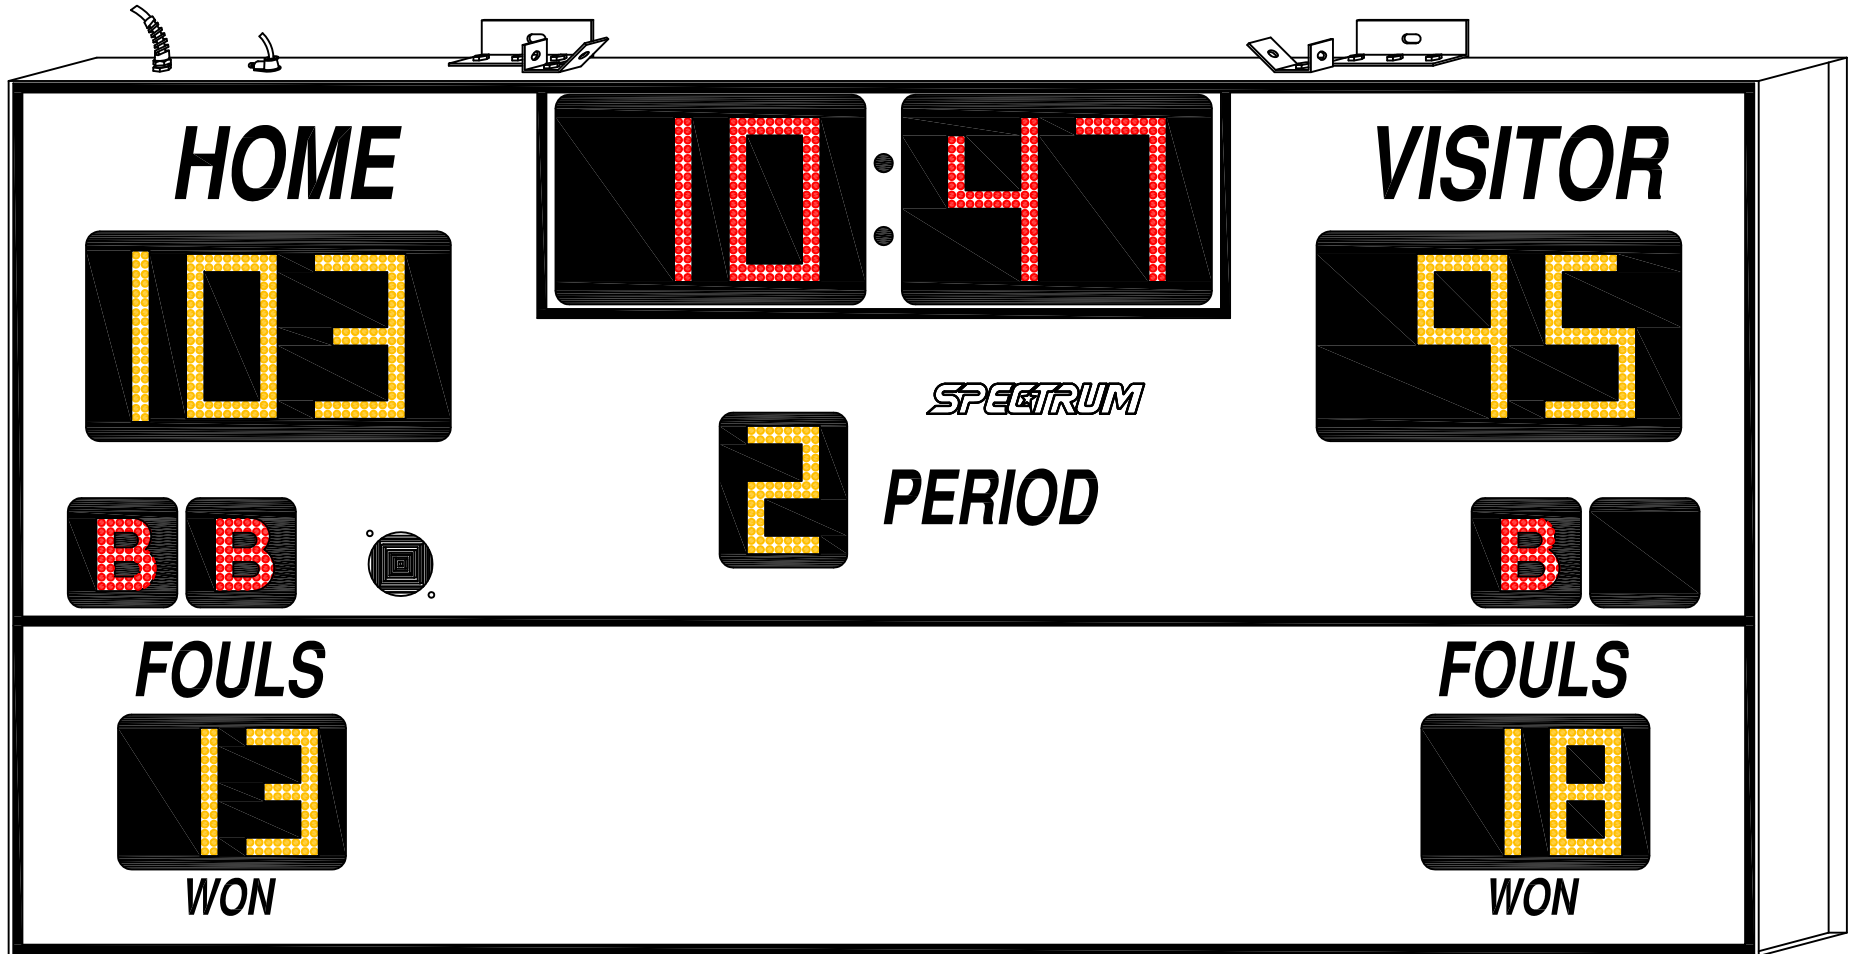 HOME
10:47
VISITOR
103
95
SPECTRUM
2
PERIOD
B B
B
FOULS
FOULS
13
18
WON
WON